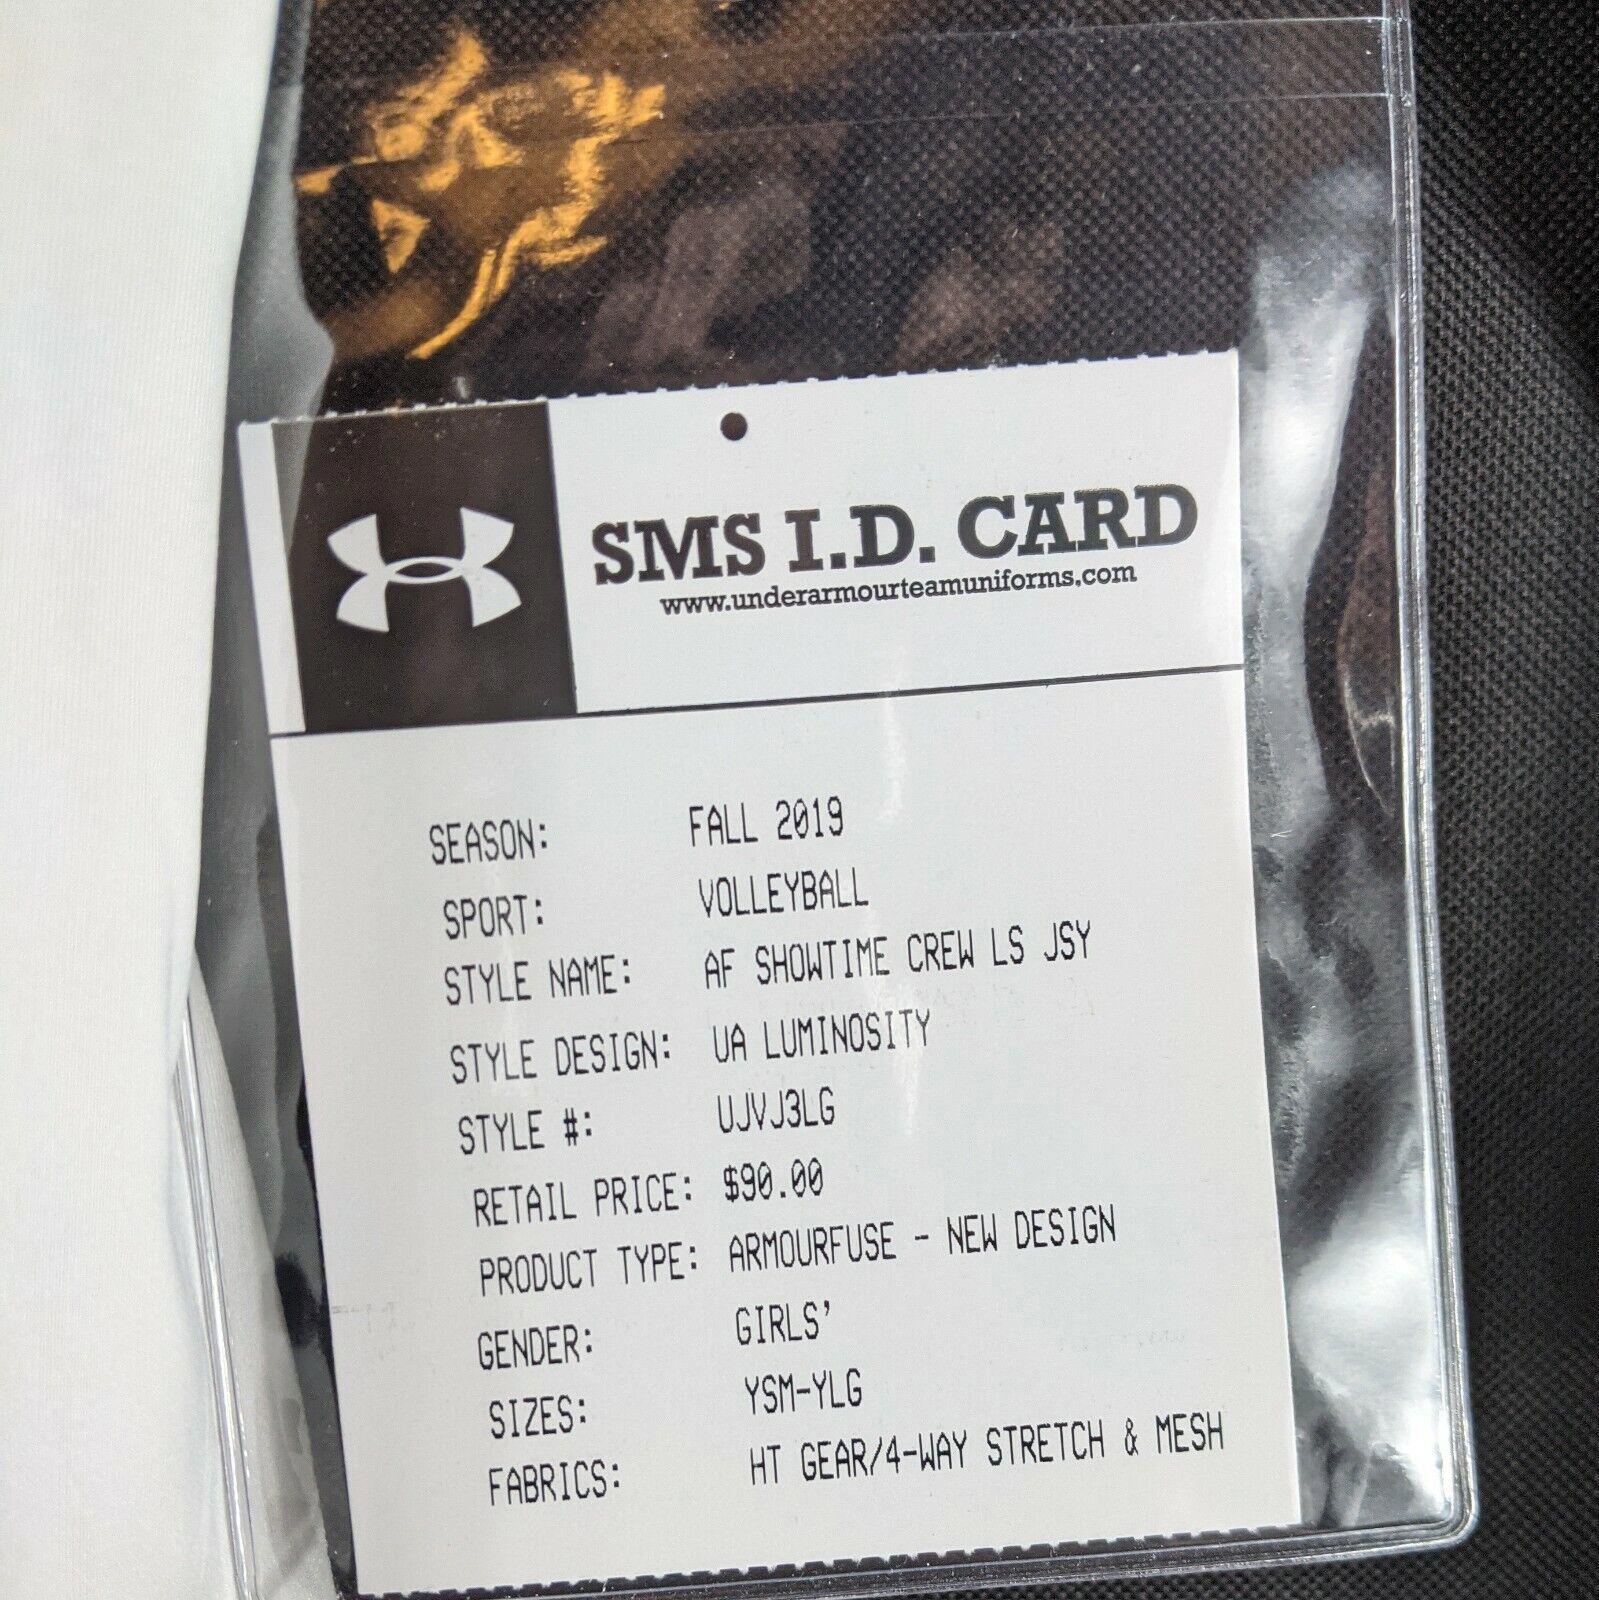 SMS I.D. CARD
www.underarmourteamuniforms.com
SEASON: FALL 2019
SPORT: VOLLEYBALL
STYLE NAME: AF SHOWTIME CREW LS JSY
STYLE DESIGN: UA LUMINOSITY
STYLE #: UJVJ3LG
RETAIL PRICE: $90.00
PRODUCT TYPE: ARMOURFUSE - NEW DESIGN
GENDER: GIRLS'
SIZES: YSM-YLG
FABRICS: HT GEAR/4-WAY STRETCH & MESH